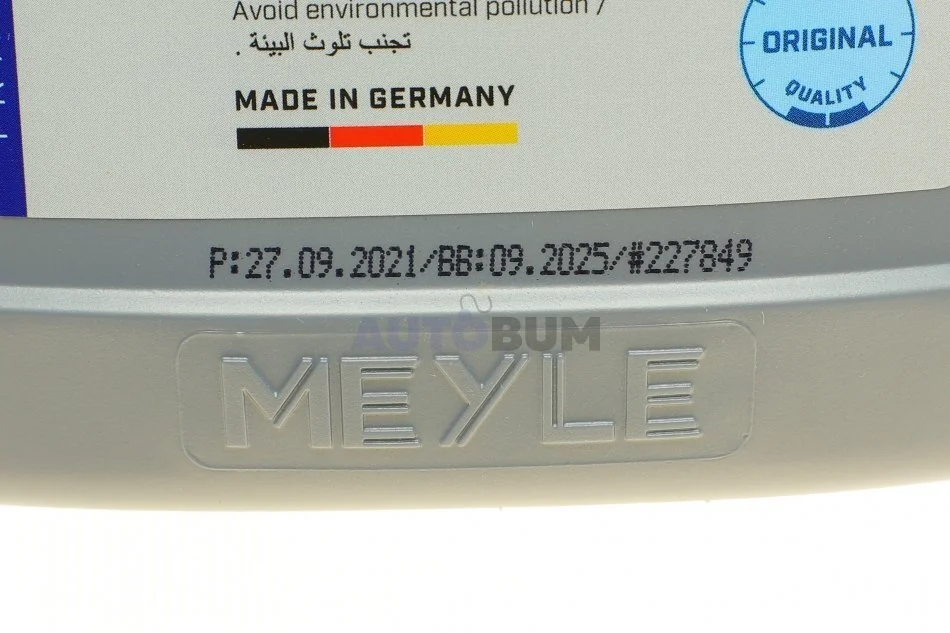 Avoid environmental pollution /
تجنب تلوث البيئة .
MADE IN GERMANY
ORIGINAL
QUALITY
P:27.09.2021/BB:09.2025/#227849
AUTOBUM
MEYLE